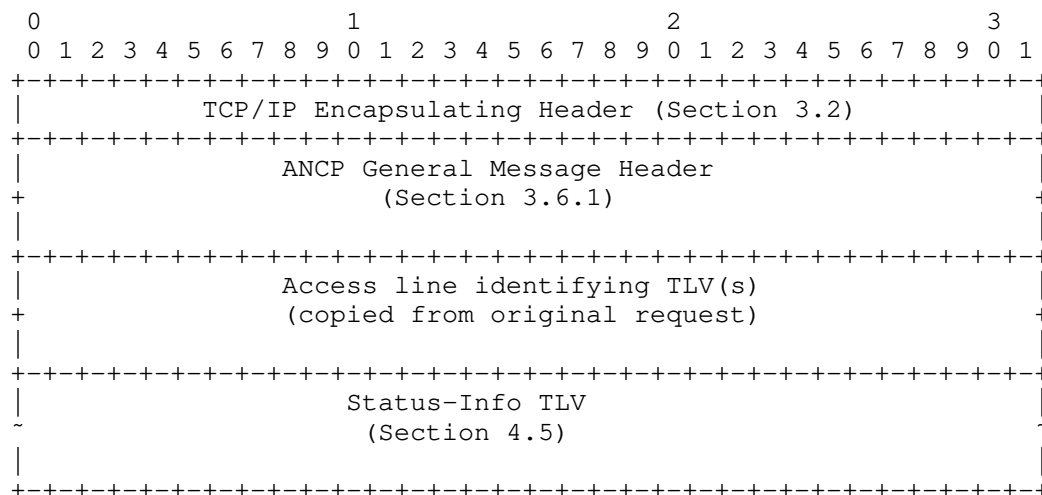 0                   1                   2                   3
 0 1 2 3 4 5 6 7 8 9 0 1 2 3 4 5 6 7 8 9 0 1 2 3 4 5 6 7 8 9 0 1
+-+-+-+-+-+-+-+-+-+-+-+-+-+-+-+-+-+-+-+-+-+-+-+-+-+-+-+-+-+-+-+-+
|           TCP/IP Encapsulating Header (Section 3.2)           |
+-+-+-+-+-+-+-+-+-+-+-+-+-+-+-+-+-+-+-+-+-+-+-+-+-+-+-+-+-+-+-+-+
|                ANCP General Message Header                    |
+                      (Section 3.6.1)                          +
|                                                               |
+-+-+-+-+-+-+-+-+-+-+-+-+-+-+-+-+-+-+-+-+-+-+-+-+-+-+-+-+-+-+-+-+
|                Access line identifying TLV(s)                 |
+                (copied from original request)                 +
|                                                               |
+-+-+-+-+-+-+-+-+-+-+-+-+-+-+-+-+-+-+-+-+-+-+-+-+-+-+-+-+-+-+-+-+
|                    Status-Info TLV                            |
~                     (Section 4.5)                             ~
|                                                               |
+-+-+-+-+-+-+-+-+-+-+-+-+-+-+-+-+-+-+-+-+-+-+-+-+-+-+-+-+-+-+-+-+